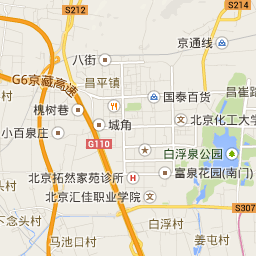 S212
S214
八街
京通线
G6京藏高速
昌平镇
国泰百货
昌崔路
槐树巷
小百泉庄
城角
北京化工大学
G110
白浮泉公园
北京拓然家苑诊所
富泉花园(南门)
北京汇佳职业学院
S307
下念头村
白浮村
马池口村
姜屯村